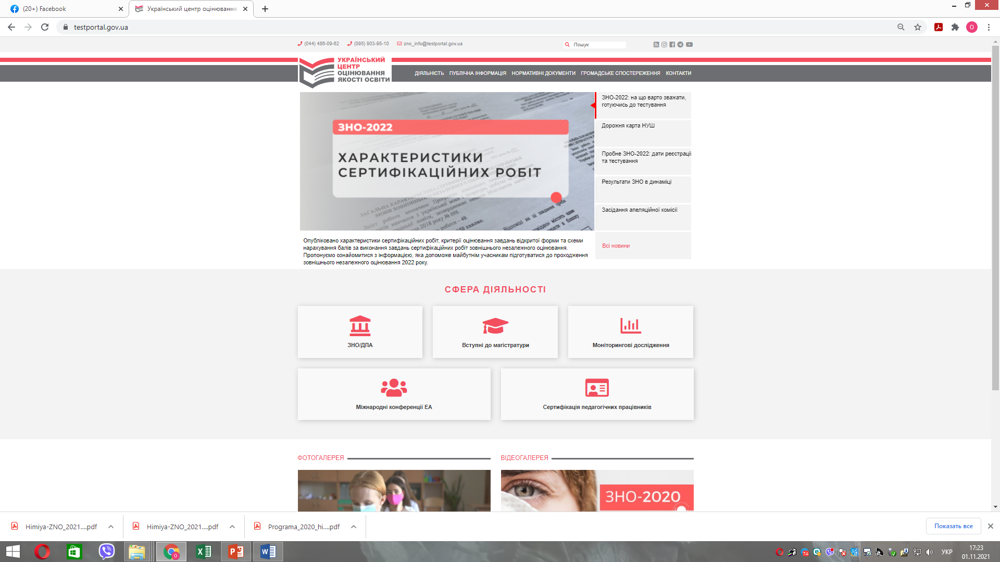 (20+) Facebook
Український центр оцінювання
testportal.gov.ua
(044) 486-09-62
(095) 903-95-10
zno_info@testportal.gov.ua
Пошук
УКРАЇНСЬКИЙ
ЦЕНТР
ОЦІНЮВАННЯ
ЯКОСТІ ОСВІТИ
ДІЯЛЬНІСТЬ
ПУБЛІЧНА ІНФОРМАЦІЯ
НОРМАТИВНІ ДОКУМЕНТИ
ГРОМАДСЬКЕ СПОСТЕРЕЖЕННЯ
КОНТАКТИ
ЗНО-2022
ХАРАКТЕРИСТИКИ
СЕРТИФІКАЦІЙНИХ РОБІТ
ЗНО-2022: на що варто зважати,
готуючись до тестування
Дорожня карта НУШ
Пробне ЗНО-2022: дати реєстрації
та тестування
Результати ЗНО в динаміці
Засідання апеляційної комісії
Всі новини
Опубліковано характеристики сертифікаційних робіт, критерії оцінювання завдань відкритої форми та схеми
нарахування балів за виконання завдань сертифікаційних робіт зовнішнього незалежного оцінювання.
Пропонуємо ознайомитися з інформацією, яка допоможе майбутнім учасникам підготуватися до проходження
зовнішнього незалежного оцінювання 2022 року.
СФЕРА ДІЯЛЬНОСТІ
ЗНО/ДПА
Вступні до магістратури
Моніторингові дослідження
Міжнародні конференції ЕА
Сертифікація педагогічних працівників
ФОТОГАЛЕРЕЯ
ВІДЕОГАЛЕРЕЯ
ЗНО-2020
Himiya-ZNO_2021....pdf
Himiya-ZNO_2021....pdf
Programa_2020_hi....pdf
Показать все
74
УКР
17:23
01.11.2021